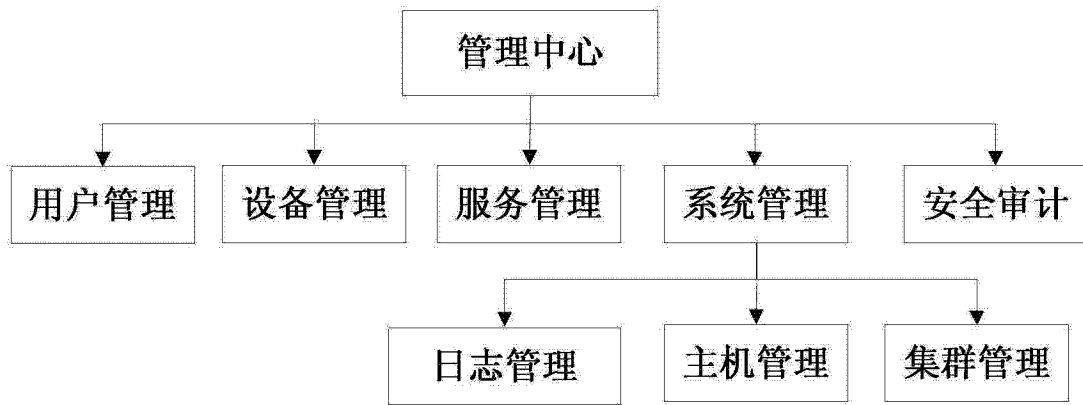 管理中心
用户管理
设备管理
服务管理
系统管理
安全审计
日志管理
主机管理
集群管理